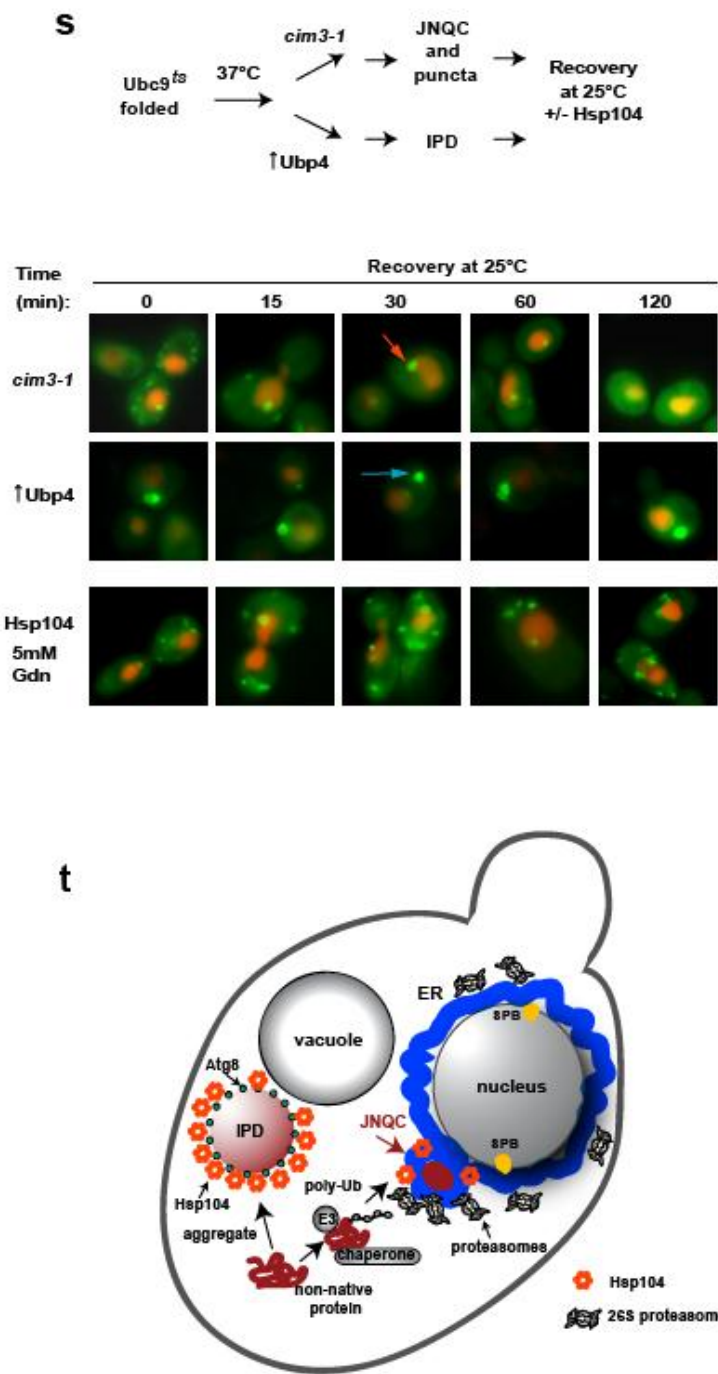 s
cim3-1
JNQC
and
puncta
Ubc9ts
folded
37°C
Recovery
at 25°C
+/- Hsp104
↑Ubp4
IPD
Time
(min):
Recovery at 25°C
0 15 30 60 120
cim3-1
↑Ubp4
Hsp104
5mM
Gdn
t
ER
SPB
vacuole
nucleus
Atg8
IPD
JNQC
SPB
Hsp104
poly-Ub
aggregate
E3
chaperone
proteasomes
non-native
protein
Hsp104
26S proteasom